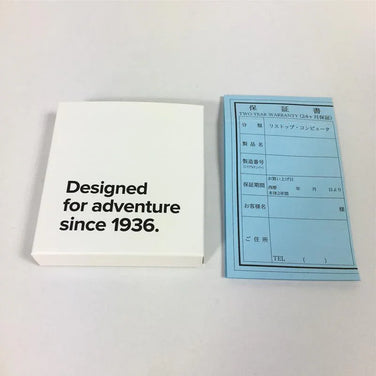 Designed
for adventure
since 1936.
保証書
TWO-YEAR WARRANTY (24ヶ月保証)
分類 リストップ・コンピュータ
製品名
製造番号
お買い上げ日
保証期間 西暦 年 月 日より
本体2年間
お客様名 様
ご住所
TEL ( )